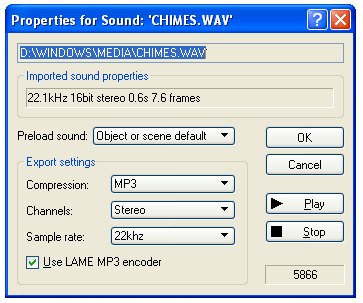 Properties for Sound: 'CHIMES.WAV'
D:\WINDOWS\MEDIA\CHIMES.WAV
Imported sound properties
22.1kHz 16bit stereo 0.6s 7.6 frames
Preload sound: Object or scene default
OK
Export settings
Cancel
Compression: MP3
Channels: Stereo
Play
Sample rate: 22khz
Stop
Use LAME MP3 encoder
5866